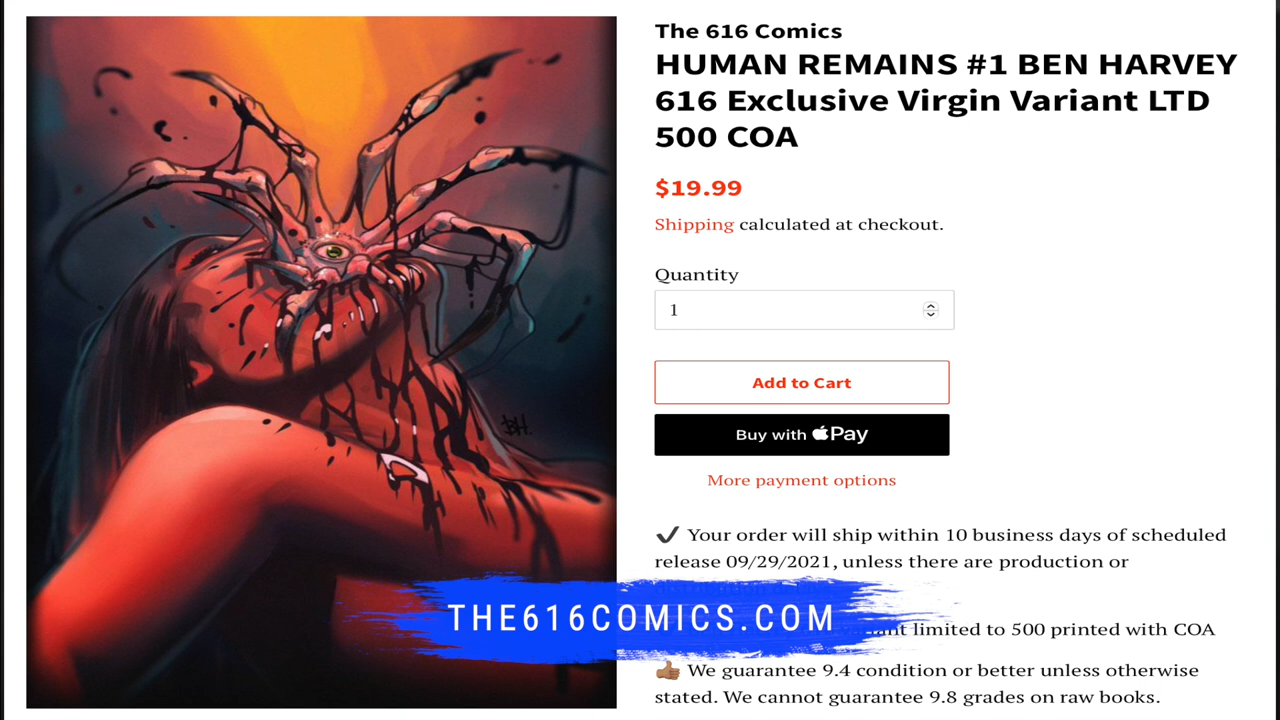 The 616 Comics
HUMAN REMAINS #1 BEN HARVEY
616 Exclusive Virgin Variant LTD
500 COA
$19.99
Shipping calculated at checkout.
Quantity
1
Add to Cart
Buy with Pay
More payment options
✔ Your order will ship within 10 business days of scheduled
release 09/29/2021, unless there are production or
limited to 500 printed with COA
👍🏽 We guarantee 9.4 condition or better unless otherwise
stated. We cannot guarantee 9.8 grades on raw books.
THE616COMICS.COM
BH.